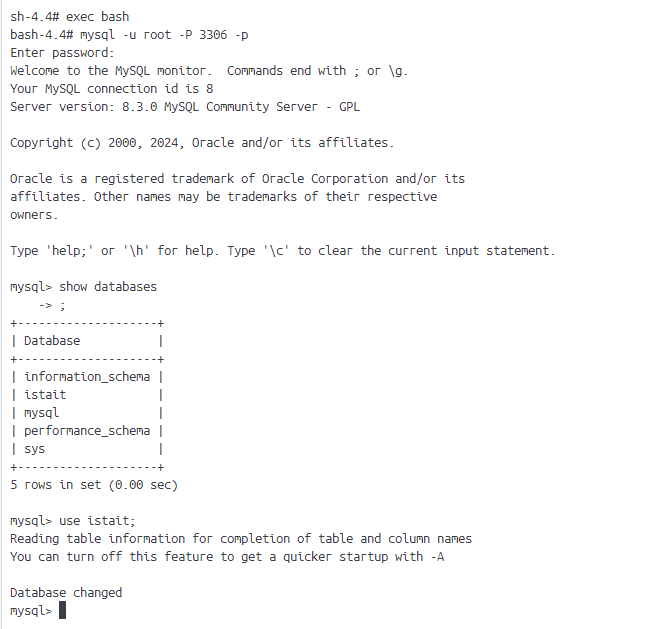 sh-4.4# exec bash
bash-4.4# mysql -u root -P 3306 -p
Enter password:
Welcome to the MySQL monitor.  Commands end with ; or \g.
Your MySQL connection id is 8
Server version: 8.3.0 MySQL Community Server - GPL
Copyright (c) 2000, 2024, Oracle and/or its affiliates.
Oracle is a registered trademark of Oracle Corporation and/or its
affiliates. Other names may be trademarks of their respective
owners.
Type 'help;' or '\h' for help. Type '\c' to clear the current input statement.
mysql> show databases
    -> ;
+--------------------+
| Database           |
+--------------------+
| information_schema |
| istait             |
| mysql              |
| performance_schema |
| sys                |
+--------------------+
5 rows in set (0.00 sec)
mysql> use istait;
Reading table information for completion of table and column names
You can turn off this feature to get a quicker startup with -A
Database changed
mysql>